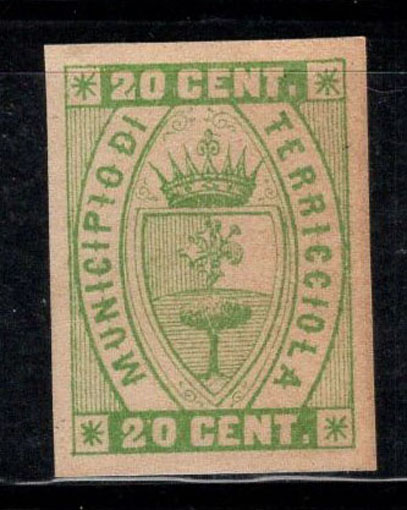 20 CENT.
MUNICIPIO DI
TERRICCIOLA
20 CENT.